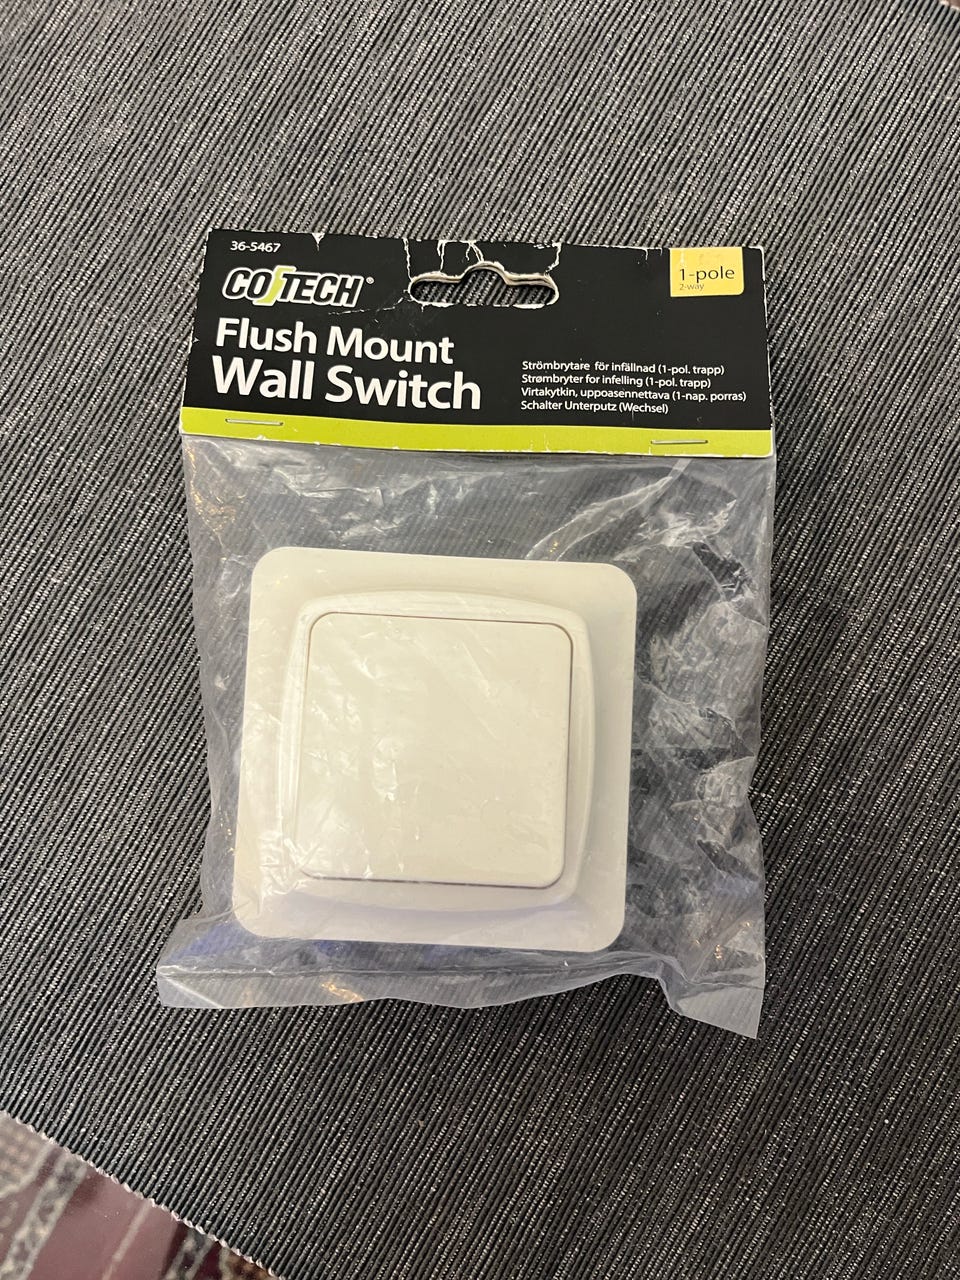 36-5467
COTECH®
1-pole
2-way
Flush Mount
Wall Switch
Strömbrytare för infällnad (1-pol. trapp)
Strømbryter for infelling (1-pol. trapp)
Virtakytkin, uppoasennettava (1-nap. porras)
Schalter Unterputz (Wechsel)